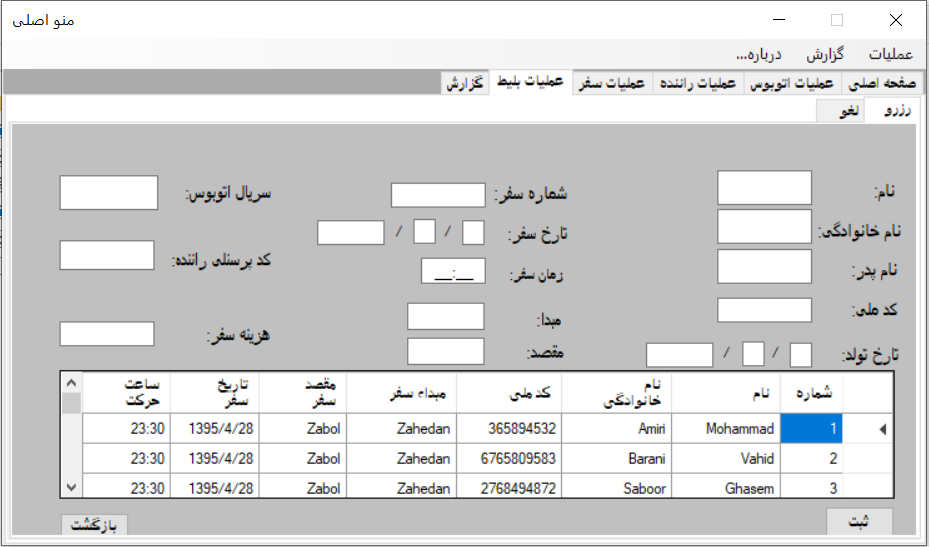 منو اصلی
عملیات گزارش درباره...
صفحه اصلی عملیات اتوبوس عملیات راننده عملیات سفر عملیات بلیط گزارش
رزرو لغو
نام: شماره سفر: سریال اتوبوس:
نام خانوادگی: تارخ سفر: / /
نام پدر: زمان سفر: __:__ کد پرسنلی راننده:
کد ملی: مبدا: هزینه سفر:
تارخ تولد: / / مقصد:
شماره نام نام خانوادگی کد ملی مبداء سفر مقصد سفر تاریخ سفر ساعت حرکت
1 Mohammad Amiri 365894532 Zahedan Zabol 1395/4/28 23:30
2 Vahid Barani 6765809583 Zahedan Zabol 1395/4/28 23:30
3 Ghasem Saboor 2768494872 Zahedan Zabol 1395/4/28 23:30
ثبت بازگشت